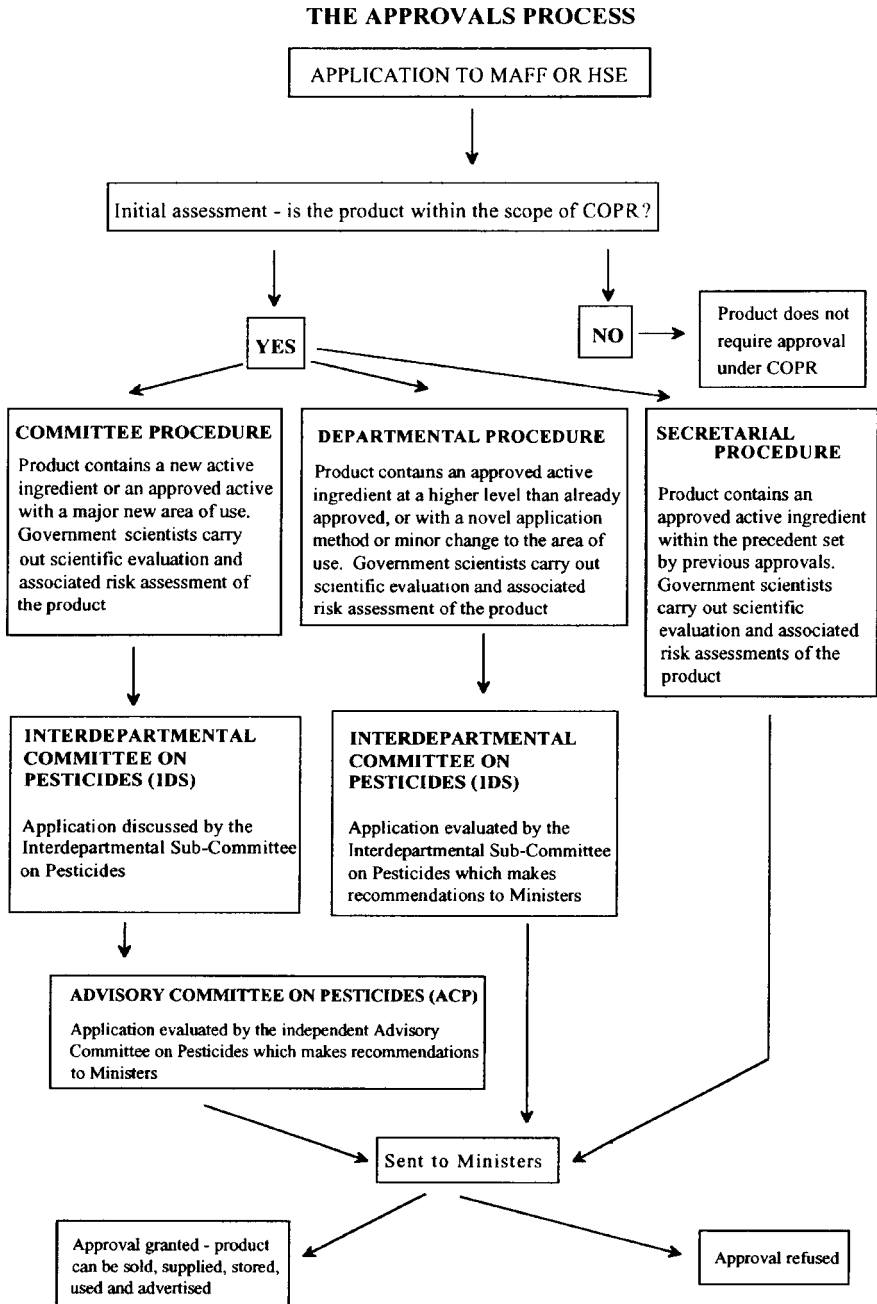 THE APPROVALS PROCESS
APPLICATION TO MAFF OR HSE
Initial assessment - is the product within the scope of COPR?
YES
NO
Product does not
require approval
under COPR
COMMITTEE PROCEDURE
Product contains a new active
ingredient or an approved active
with a major new area of use.
Government scientists carry
out scientific evaluation and
associated risk assessment of
the product
DEPARTMENTAL PROCEDURE
Product contains an approved active
ingredient at a higher level than already
approved, or with a novel application
method or minor change to the area of
use. Government scientists carry out
scientific evaluation and associated
risk assessment of the product
SECRETARIAL
PROCEDURE
Product contains an
approved active ingredient
within the precedent set
by previous approvals.
Government scientists
carry out scientific
evaluation and associated
risk assessments of the
product
INTERDEPARTMENTAL
COMMITTEE ON
PESTICIDES (IDS)
Application discussed by the
Interdepartmental Sub-Committee
on Pesticides
INTERDEPARTMENTAL
COMMITTEE ON
PESTICIDES (IDS)
Application evaluated by the
Interdepartmental Sub-Committee
on Pesticides which makes
recommendations to Ministers
ADVISORY COMMITTEE ON PESTICIDES (ACP)
Application evaluated by the independent Advisory
Committee on Pesticides which makes recommendations
to Ministers
Sent to Ministers
Approval granted - product
can be sold, supplied, stored,
used and advertised
Approval refused